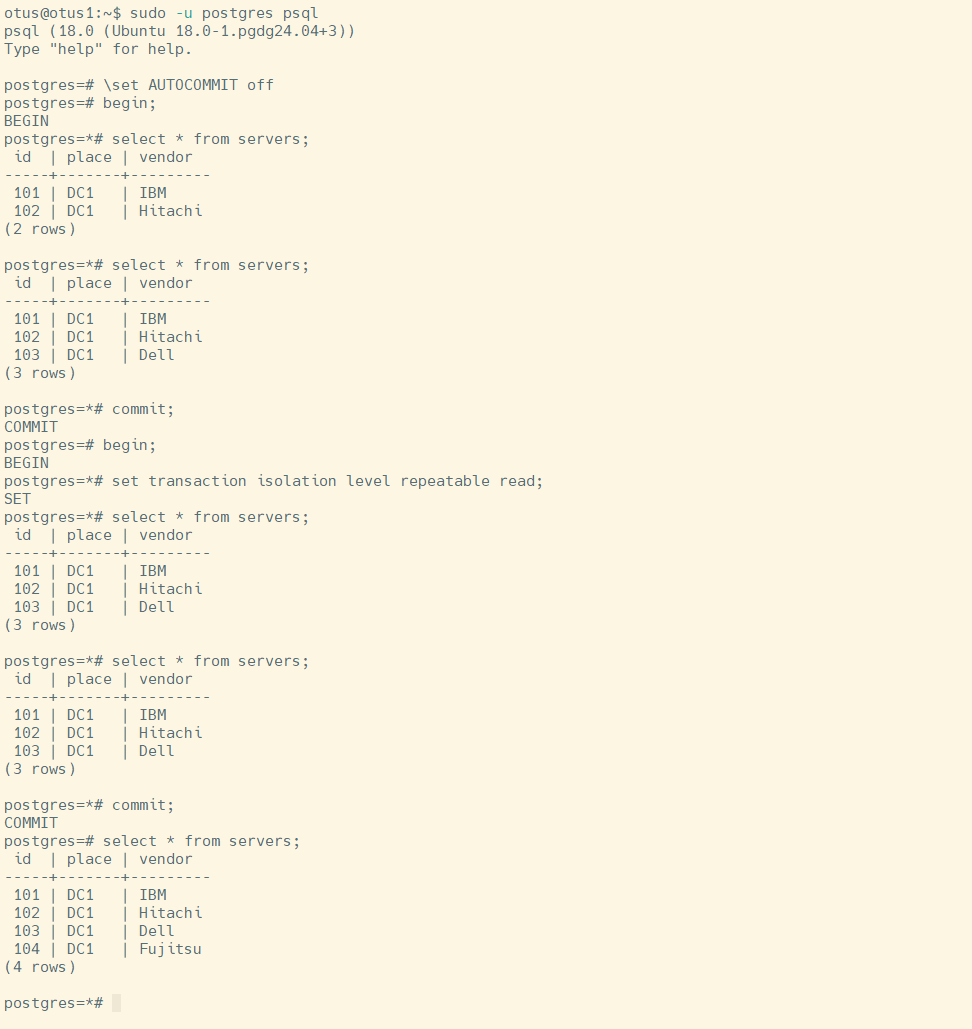 otus@otus1:~$ sudo -u postgres psql
psql (18.0 (Ubuntu 18.0-1.pgdg24.04+3))
Type "help" for help.

postgres=# \set AUTOCOMMIT off
postgres=# begin;
BEGIN
postgres=*# select * from servers;
 id  | place | vendor
-----+-------+---------
 101 | DC1   | IBM
 102 | DC1   | Hitachi
(2 rows)

postgres=*# select * from servers;
 id  | place | vendor
-----+-------+---------
 101 | DC1   | IBM
 102 | DC1   | Hitachi
 103 | DC1   | Dell
(3 rows)

postgres=*# commit;
COMMIT
postgres=# begin;
BEGIN
postgres=*# set transaction isolation level repeatable read;
SET
postgres=*# select * from servers;
 id  | place | vendor
-----+-------+---------
 101 | DC1   | IBM
 102 | DC1   | Hitachi
 103 | DC1   | Dell
(3 rows)

postgres=*# select * from servers;
 id  | place | vendor
-----+-------+---------
 101 | DC1   | IBM
 102 | DC1   | Hitachi
 103 | DC1   | Dell
(3 rows)

postgres=*# commit;
COMMIT
postgres=# select * from servers;
 id  | place | vendor
-----+-------+---------
 101 | DC1   | IBM
 102 | DC1   | Hitachi
 103 | DC1   | Dell
 104 | DC1   | Fujitsu
(4 rows)

postgres=*#